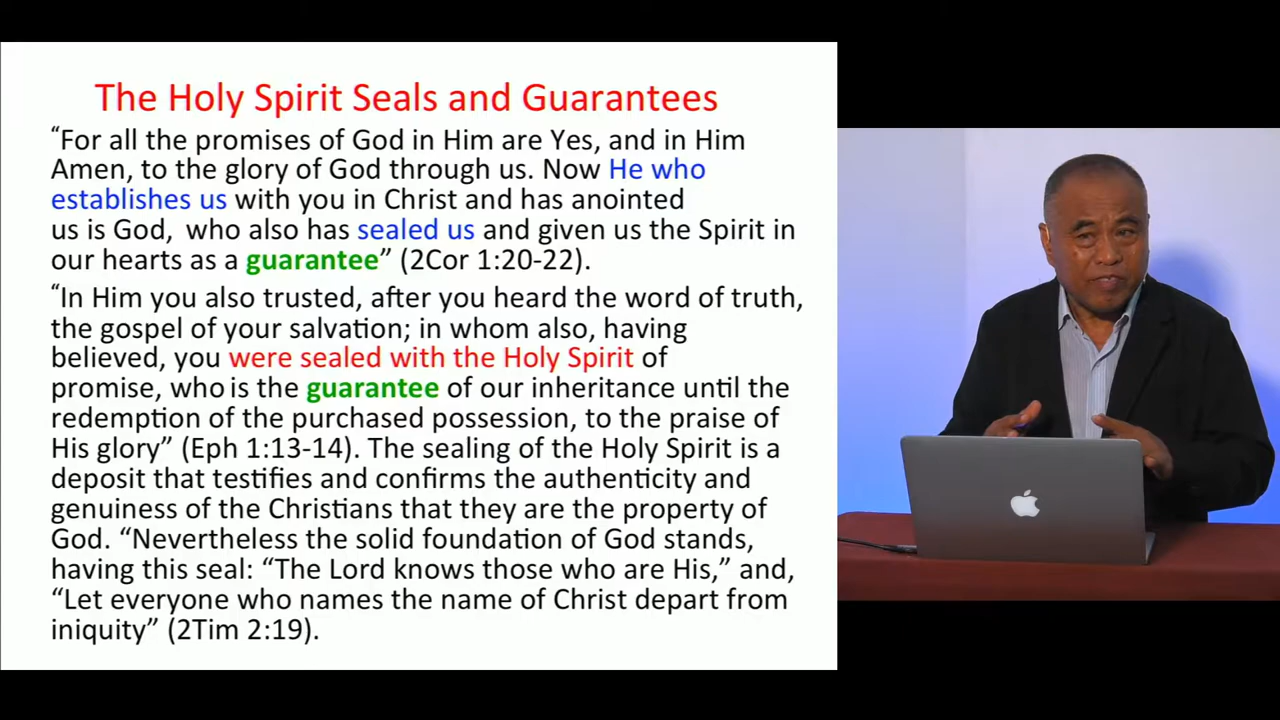 The Holy Spirit Seals and Guarantees
“For all the promises of God in Him are Yes, and in Him
Amen, to the glory of God through us. Now He who
establishes us with you in Christ and has anointed
us is God, who also has sealed us and given us the Spirit in
our hearts as a guarantee” (2Cor 1:20-22).
“In Him you also trusted, after you heard the word of truth,
the gospel of your salvation; in whom also, having
believed, you were sealed with the Holy Spirit of
promise, who is the guarantee of our inheritance until the
redemption of the purchased possession, to the praise of
His glory” (Eph 1:13-14). The sealing of the Holy Spirit is a
deposit that testifies and confirms the authenticity and
genuiness of the Christians that they are the property of
God. “Nevertheless the solid foundation of God stands,
having this seal: “The Lord knows those who are His,” and,
“Let everyone who names the name of Christ depart from
iniquity” (2Tim 2:19).